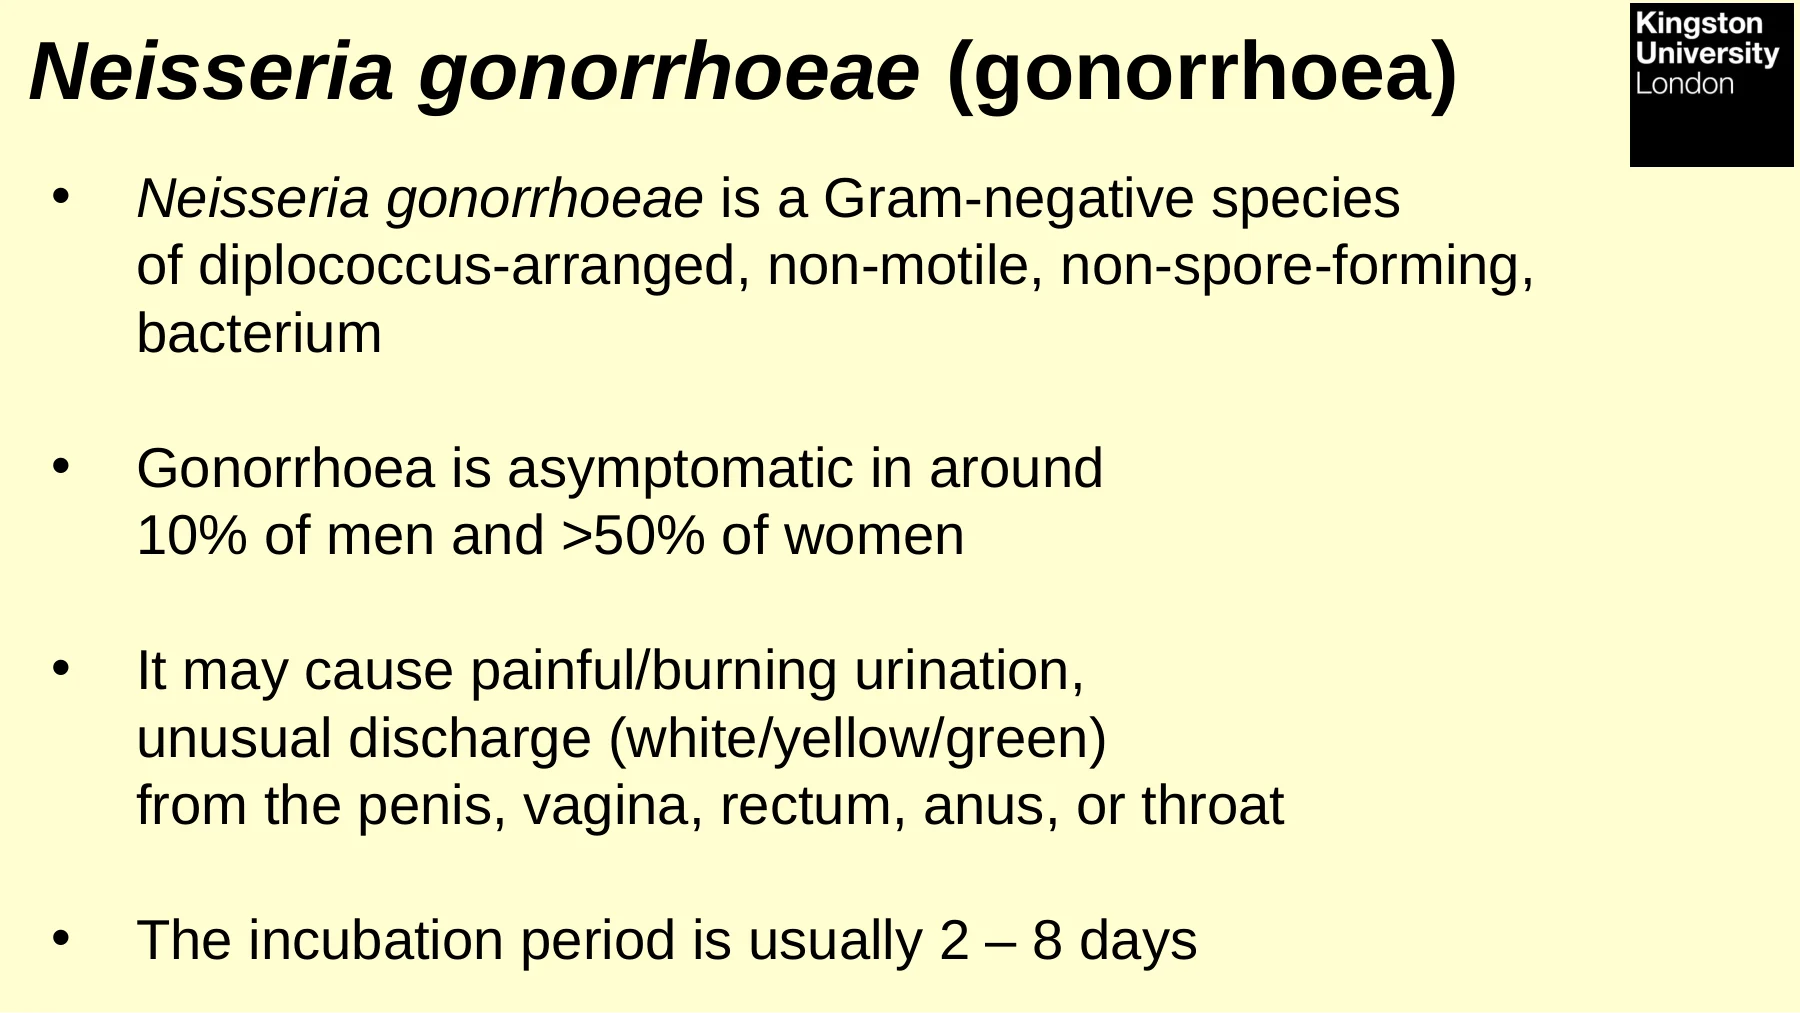 Neisseria gonorrhoeae (gonorrhoea)
Kingston
University
London
• Neisseria gonorrhoeae is a Gram-negative species
of diplococcus-arranged, non-motile, non-spore-forming,
bacterium
• Gonorrhoea is asymptomatic in around
10% of men and >50% of women
• It may cause painful/burning urination,
unusual discharge (white/yellow/green)
from the penis, vagina, rectum, anus, or throat
• The incubation period is usually 2 – 8 days